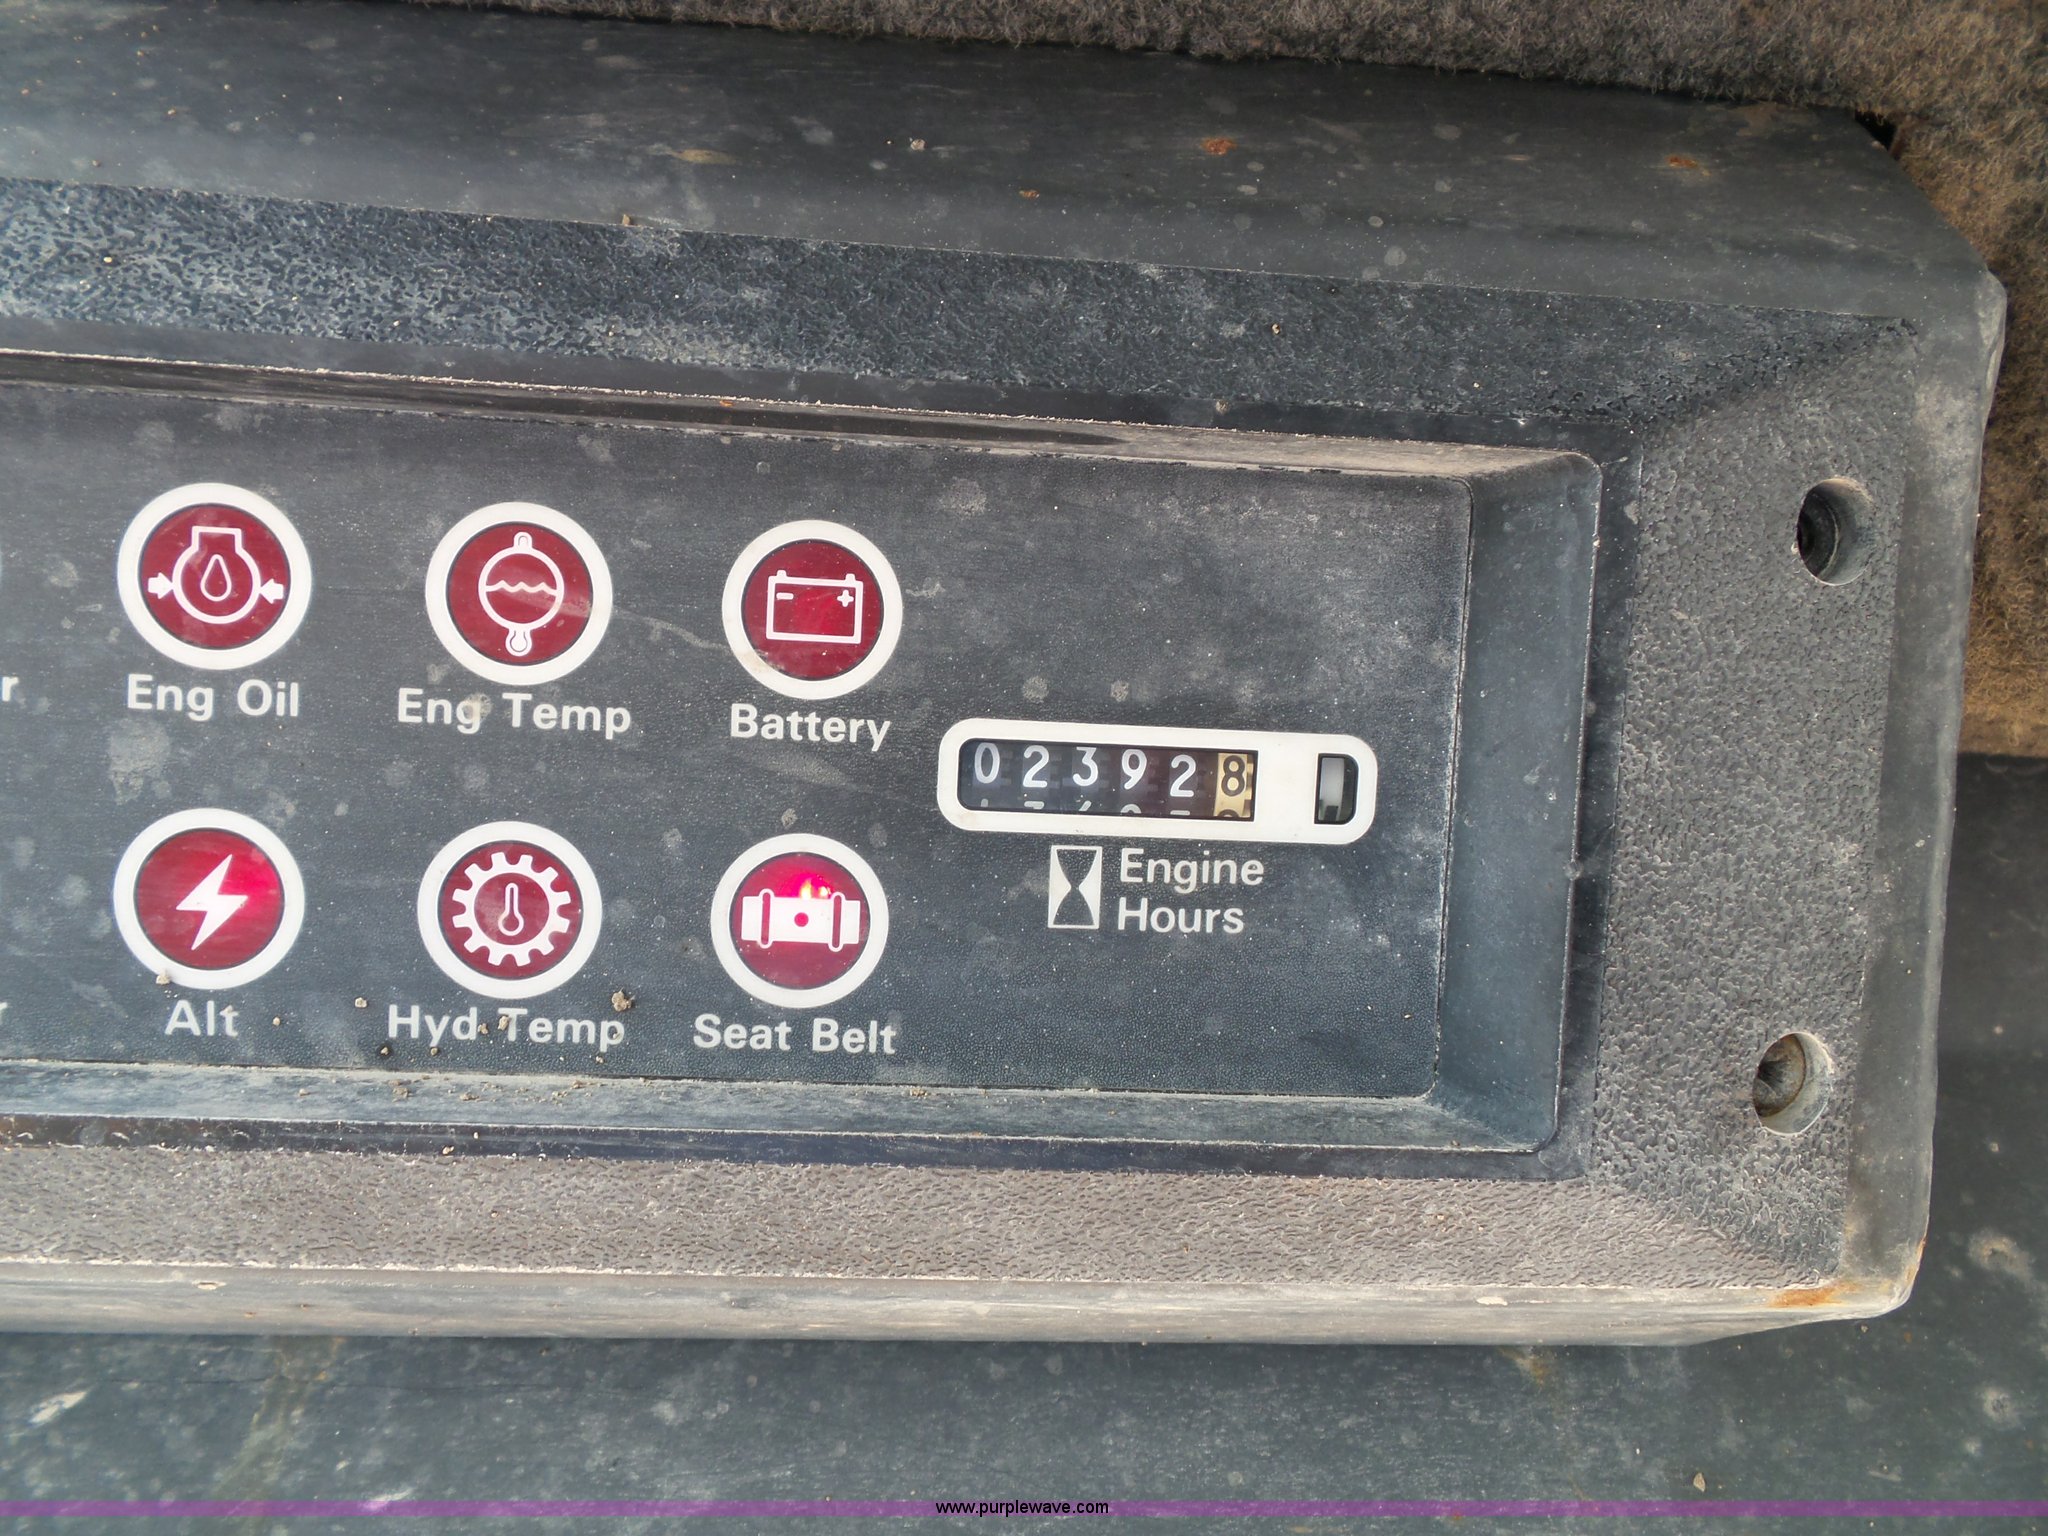 Eng Oil
Eng Temp
Battery
023928
Engine
Hours
Alt
Hyd Temp
Seat Belt
www.purplewave.com